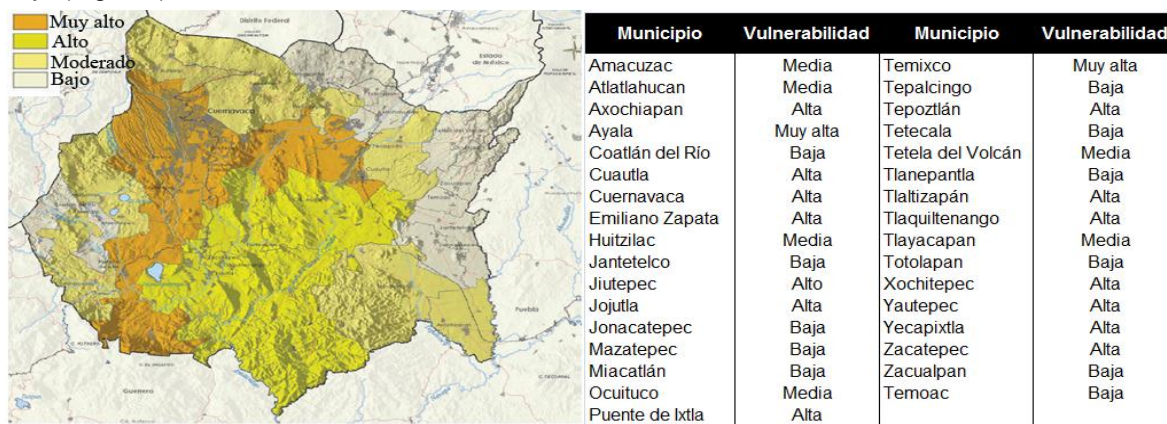 Muy alto
Alto
Moderado
Bajo
Distrito Federal
Estado
de México
Cuernavaca
Puebla
Guerrero
Municipio Vulnerabilidad Municipio Vulnerabilidad
Amacuzac Media Temixco Muy alta
Atlatlahucan Media Tepalcingo Baja
Axochiapan Alta Tepoztlán Alta
Ayala Muy alta Tetecala Baja
Coatlán del Río Baja Tetela del Volcán Media
Cuautla Alta Tlanepantla Baja
Cuernavaca Alta Tlaltizapán Alta
Emiliano Zapata Alta Tlaquiltenango Alta
Huitzilac Media Tlayacapan Media
Jantetelco Baja Totolapan Baja
Jiutepec Alto Xochitepec Alta
Jojutla Alta Yautepec Alta
Jonacatepec Baja Yecapixtla Alta
Mazatepec Baja Zacatepec Alta
Miacatlán Baja Zacualpan Baja
Ocuituco Media Temoac Baja
Puente de Ixtla Alta